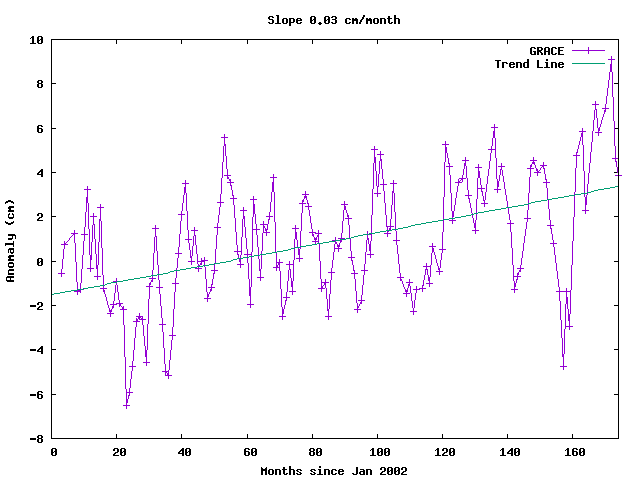 Slope 0.03 cm/month
GRACE
Trend Line
10
8
6
4
2
0
-2
-4
-6
-8
Anomaly (cm)
0 20 40 60 80 100 120 140 160
Months since Jan 2002